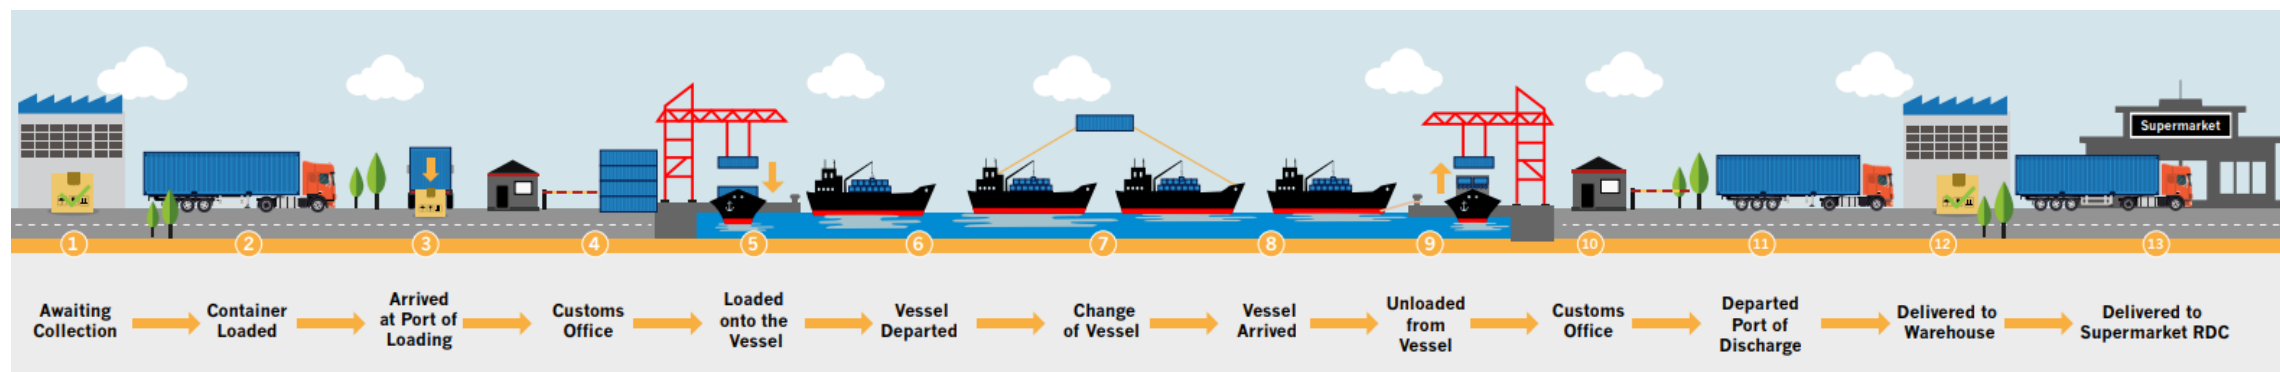 Supermarket
1
2
3
4
5
6
7
8
9
10
11
12
13
Awaiting
Collection
Container
Loaded
Arrived
at Port of
Loading
Customs
Office
Loaded
onto the
Vessel
Vessel
Departed
Change
of Vessel
Vessel
Arrived
Unloaded
from
Vessel
Customs
Office
Departed
Port of
Discharge
Delivered to
Warehouse
Delivered to
Supermarket RDC